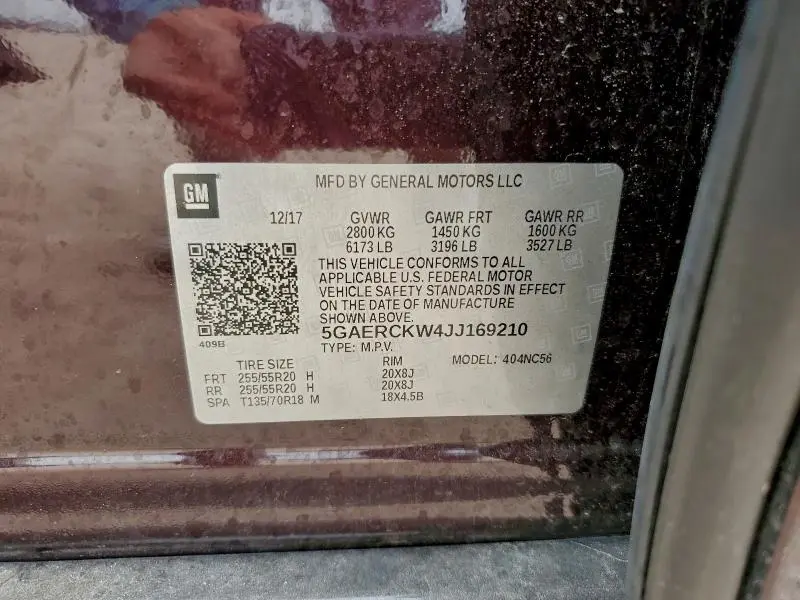 GM
MFD BY GENERAL MOTORS LLC
12/17 GVWR GAWR FRT GAWR RR
2800 KG 1450 KG 1600 KG
6173 LB 3196 LB 3527 LB
THIS VEHICLE CONFORMS TO ALL
APPLICABLE U.S. FEDERAL MOTOR
VEHICLE SAFETY STANDARDS IN EFFECT
ON THE DATE OF MANUFACTURE
SHOWN ABOVE.
5GAERCKW4JJ169210
409B
TYPE: M.P.V.
TIRE SIZE RIM MODEL: 404NC56
FRT 255/55R20 H 20X8J
RR 255/55R20 H 20X8J
SPA T135/70R18 M 18X4.5B